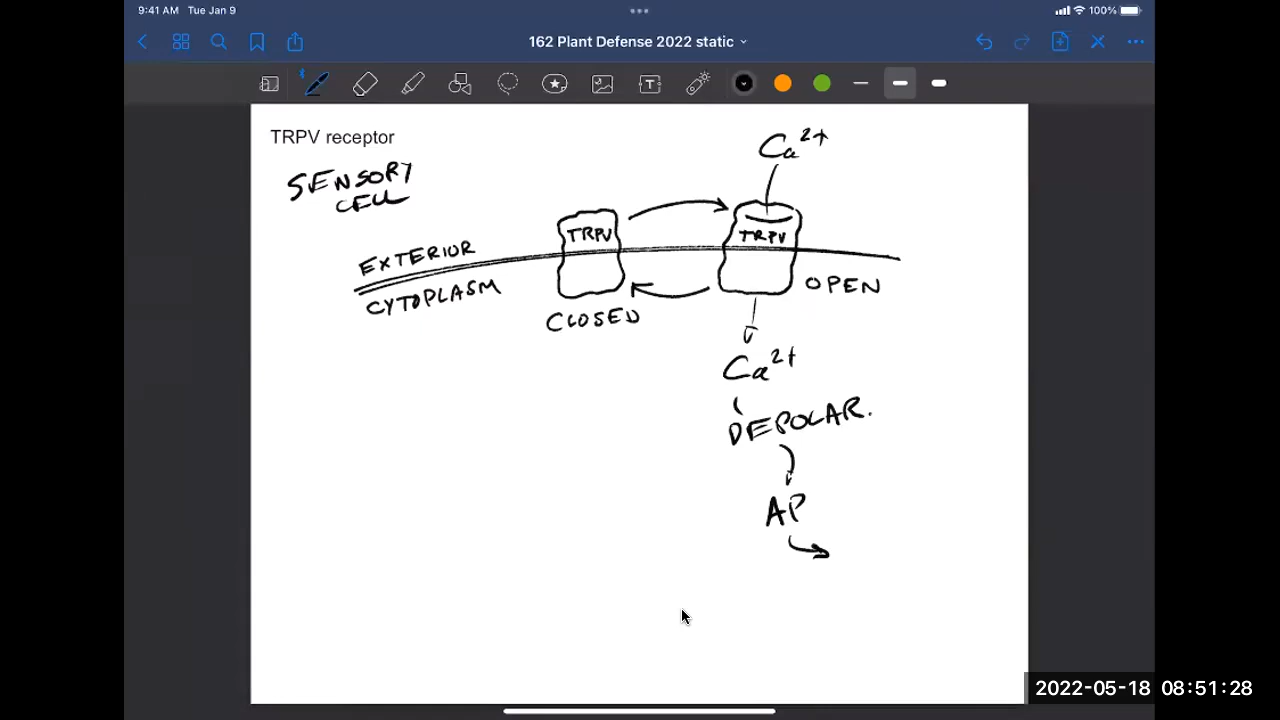 9:41 AM Tue Jan 9
100%
162 Plant Defense 2022 static
TRPV receptor
SENSORY
CELL
Ca2+
TRPV
TRPV
EXTERIOR
CYTOPLASM
OPEN
CLOSED
Ca2+
DEPOLAR.
AP
2022-05-18 08:51:28